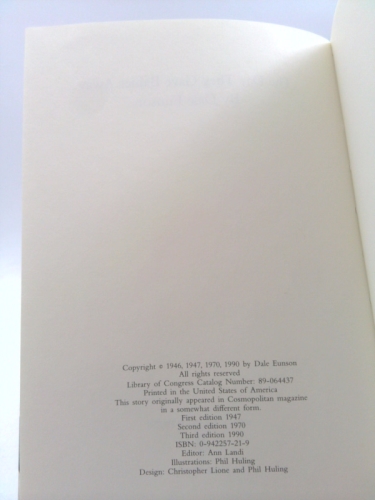 Copyright © 1946, 1947, 1970, 1990 by Dale Eunson
All rights reserved
Library of Congress Catalog Number: 89-064437
Printed in the United States of America
This story originally appeared in Cosmopolitan magazine
in a somewhat different form.
First edition 1947
Second edition 1970
Third edition 1990
ISBN: 0-942257-21-9
Editor: Ann Landi
Illustrations: Phil Huling
Design: Christopher Lione and Phil Huling